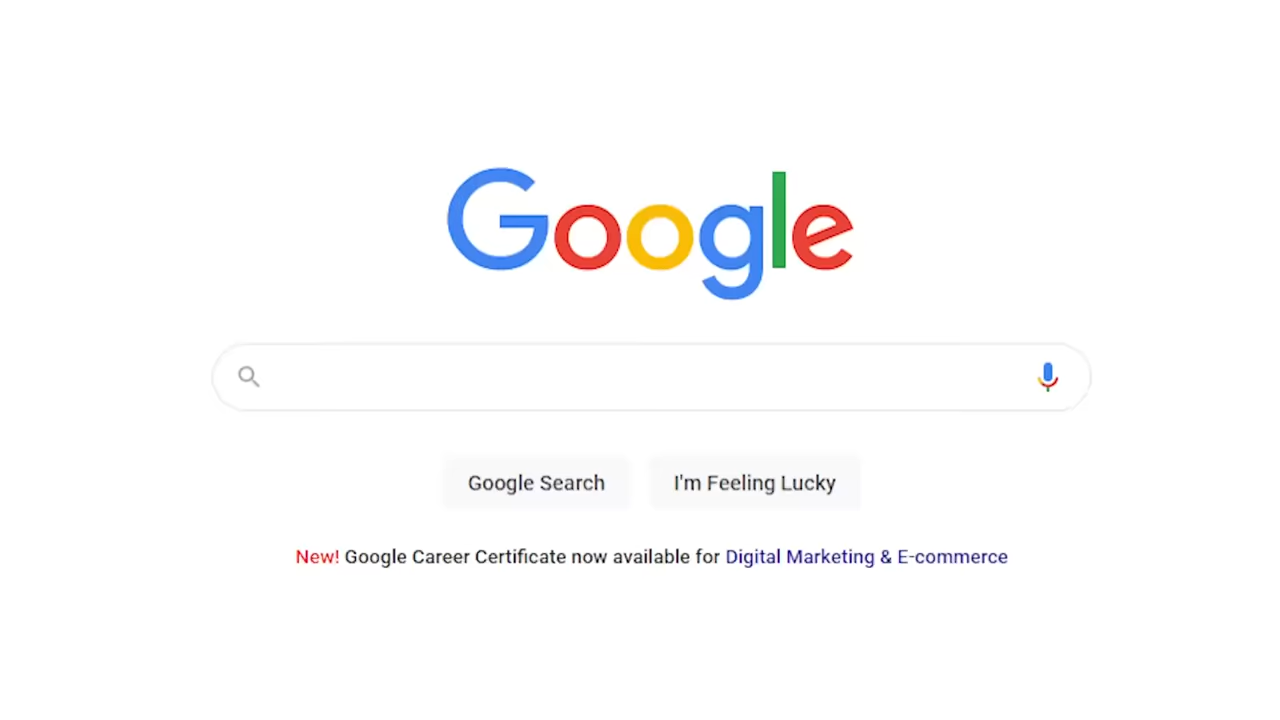 Google
Google Search
I'm Feeling Lucky
New! Google Career Certificate now available for Digital Marketing & E-commerce